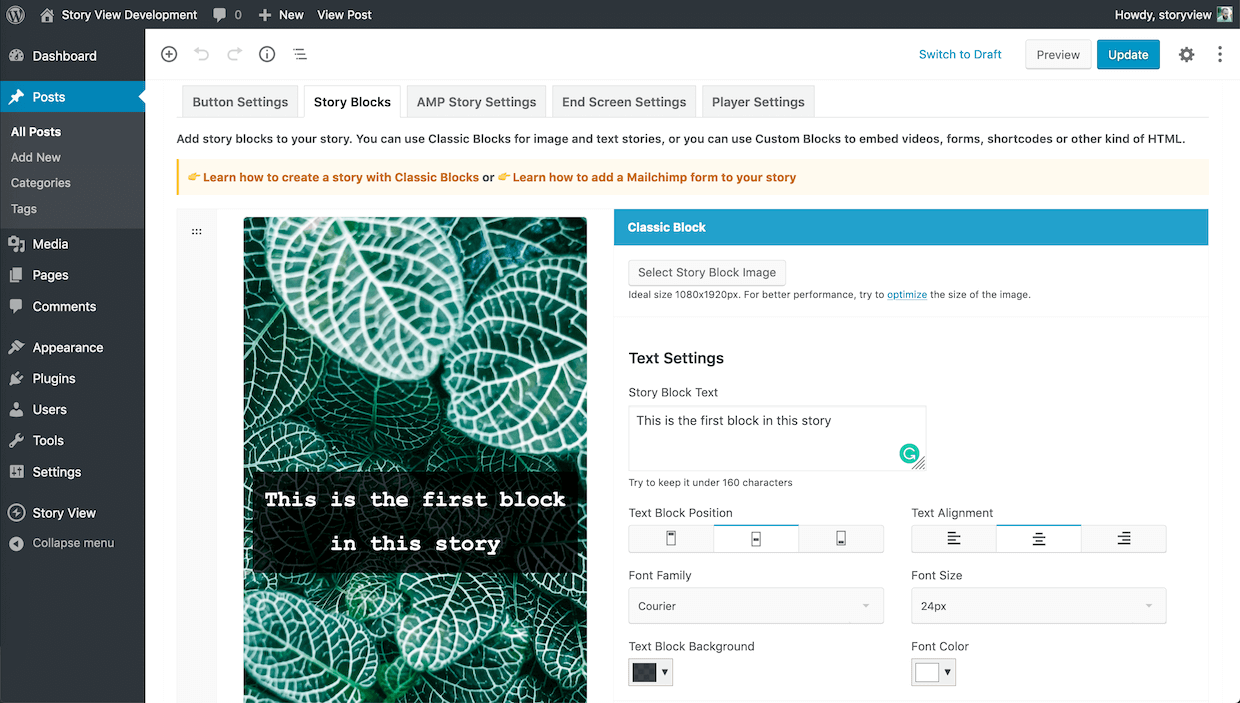 Story View Development 0 New View Post Howdy, storyview
Dashboard
Posts
All Posts
Add New
Categories
Tags
Media
Pages
Comments
Appearance
Plugins
Users
Tools
Settings
Story View
Collapse menu
Switch to Draft Preview Update
Button Settings Story Blocks AMP Story Settings End Screen Settings Player Settings
Add story blocks to your story. You can use Classic Blocks for image and text stories, or you can use Custom Blocks to embed videos, forms, shortcodes or other kind of HTML.
👉 Learn how to create a story with Classic Blocks or 👉 Learn how to add a Mailchimp form to your story
This is the first block
in this story
Classic Block
Select Story Block Image
Ideal size 1080x1920px. For better performance, try to optimize the size of the image.
Text Settings
Story Block Text
This is the first block in this story
Try to keep it under 160 characters
Text Block Position Text Alignment
Font Family Font Size
Courier 24px
Text Block Background Font Color